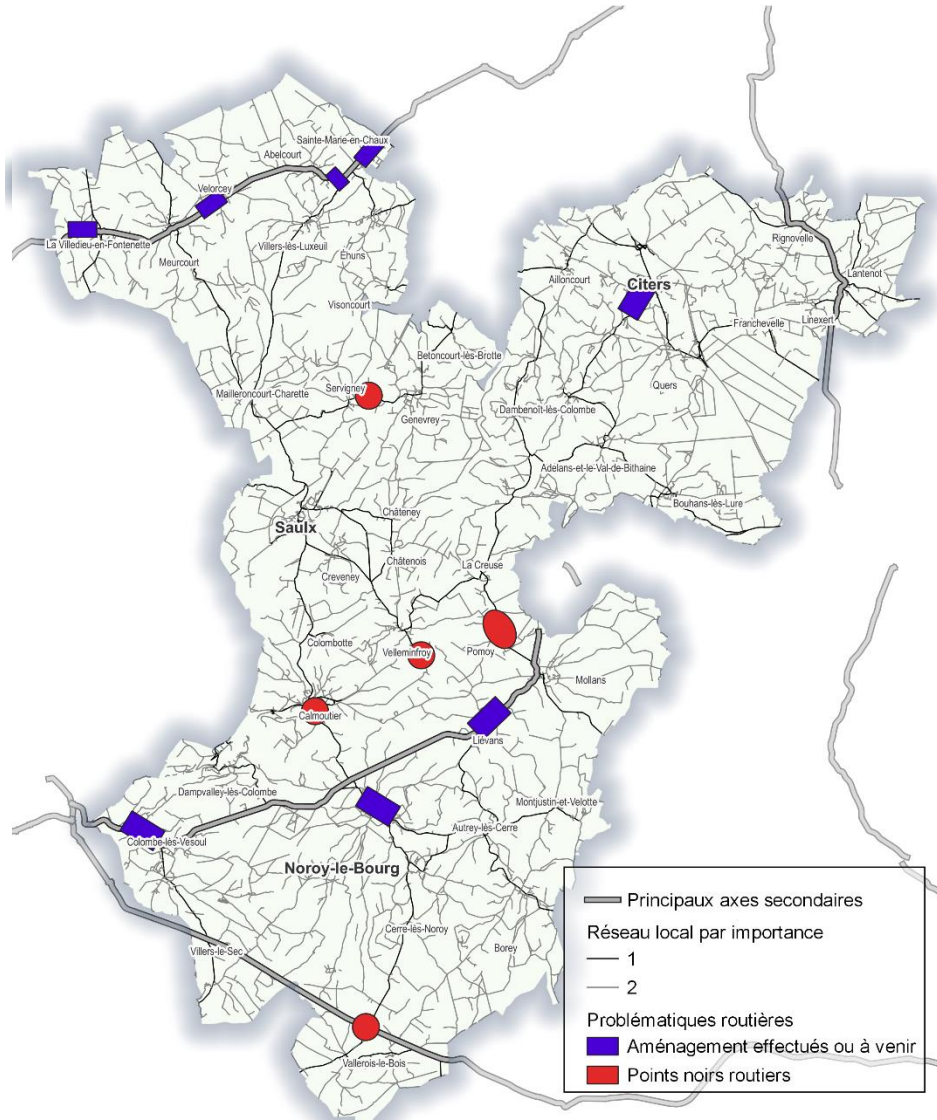 Sainte-Marie-en-Chaux
Abelcourt
Velorcey
La Villedieu-en-Fontenette
Villers-lès-Luxeuil
Éhuns
Meurcourt
Visoncourt
Rignovelle
Lantenot
Ailloncourt
Citers
Linexert
Franchevelle
Betoncourt-lès-Brotte
Servigney
Quers
Mailleroncourt-Charette
Genevrey
Dambenoît-lès-Colombe
Adelans-et-le Val-de-Bithaine
Bouhans-lès-Lure
Châteney
Saulx
Châtenois
La Creuse
Creveney
Colombotte
Velleminfroy
Pomoy
Mollans
Calmoutier
Liévans
Dampvalley-lès-Colombe
Montjustin-et-Velotte
Autrey-lès-Cerre
Colombe-lès-Vesoul
Noroy-le-Bourg
Cerre-lès-Noroy
Borey
Villers-le-Sec
Vallerois-le-Bois
Principaux axes secondaires
Réseau local par importance
1
2
Problématiques routières
Aménagement effectués ou à venir
Points noirs routiers